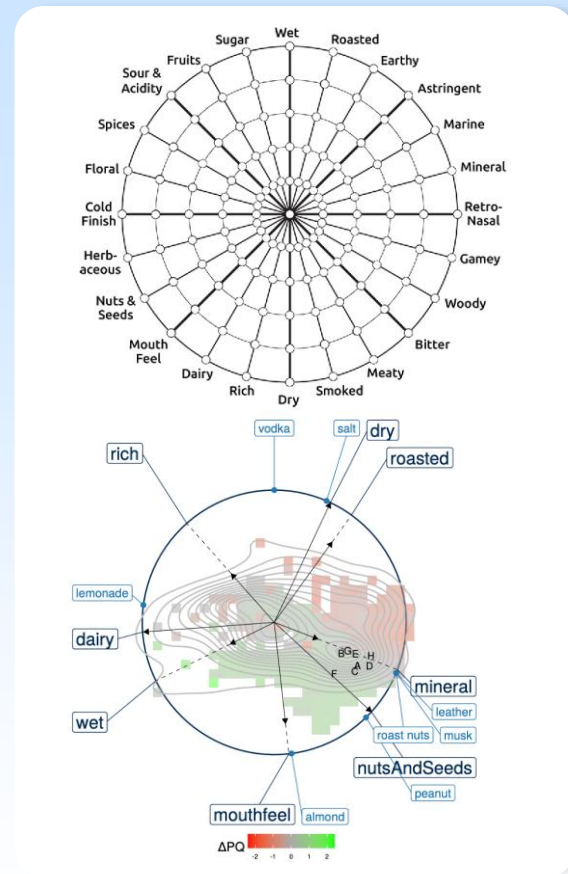 Wet
Sugar
Roasted
Fruits
Earthy
Sour &
Acidity
Astringent
Spices
Marine
Floral
Mineral
Cold
Finish
Retro-
Nasal
Herb-
aceous
Gamey
Nuts &
Seeds
Woody
Mouth
Feel
Bitter
Dairy
Meaty
Rich
Smoked
Dry
vodka
salt
dry
rich
roasted
lemonade
dairy
B
G
E
H
A
D
C
F
mineral
leather
wet
roast nuts
musk
nutsAndSeeds
peanut
mouthfeel
almond
ΔPQ
-2 -1 0 1 2